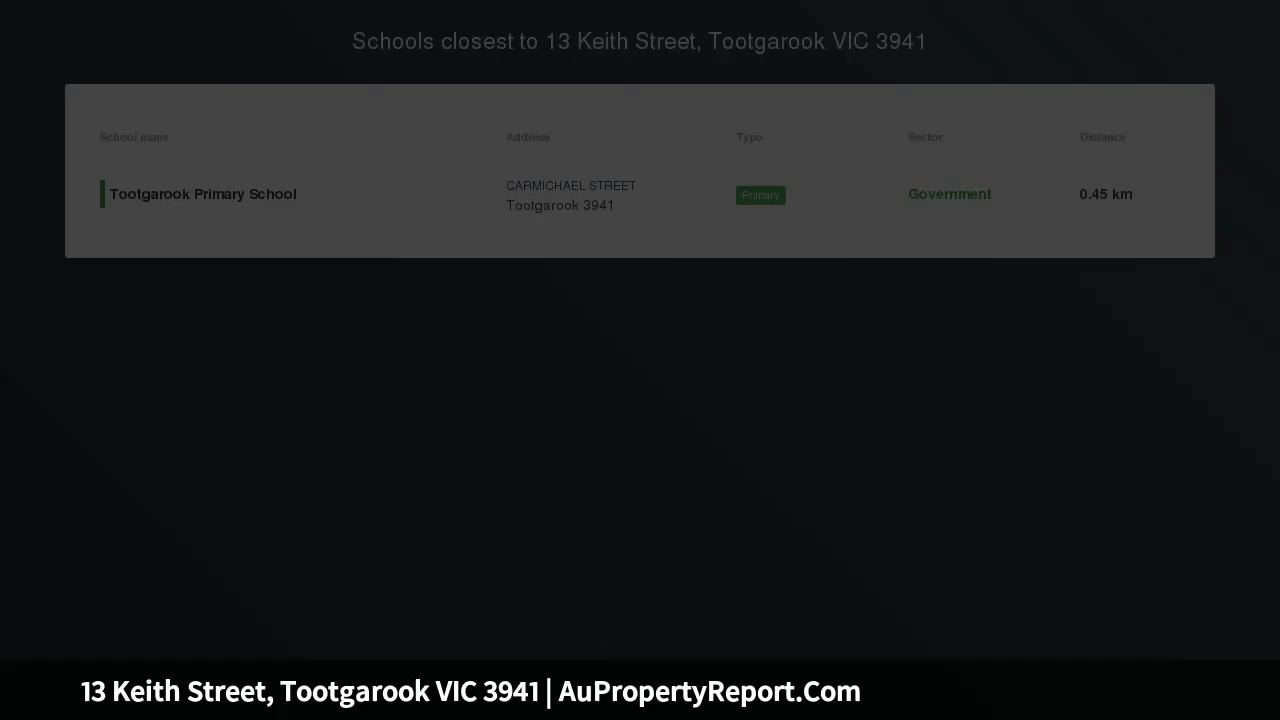 Schools closest to 13 Keith Street, Tootgarook VIC 3941
School name Address Type Sector Distance
Tootgarook Primary School CARMICHAEL STREET Tootgarook 3941 Primary Government 0.45 km
13 Keith Street, Tootgarook VIC 3941 | AuPropertyReport.Com